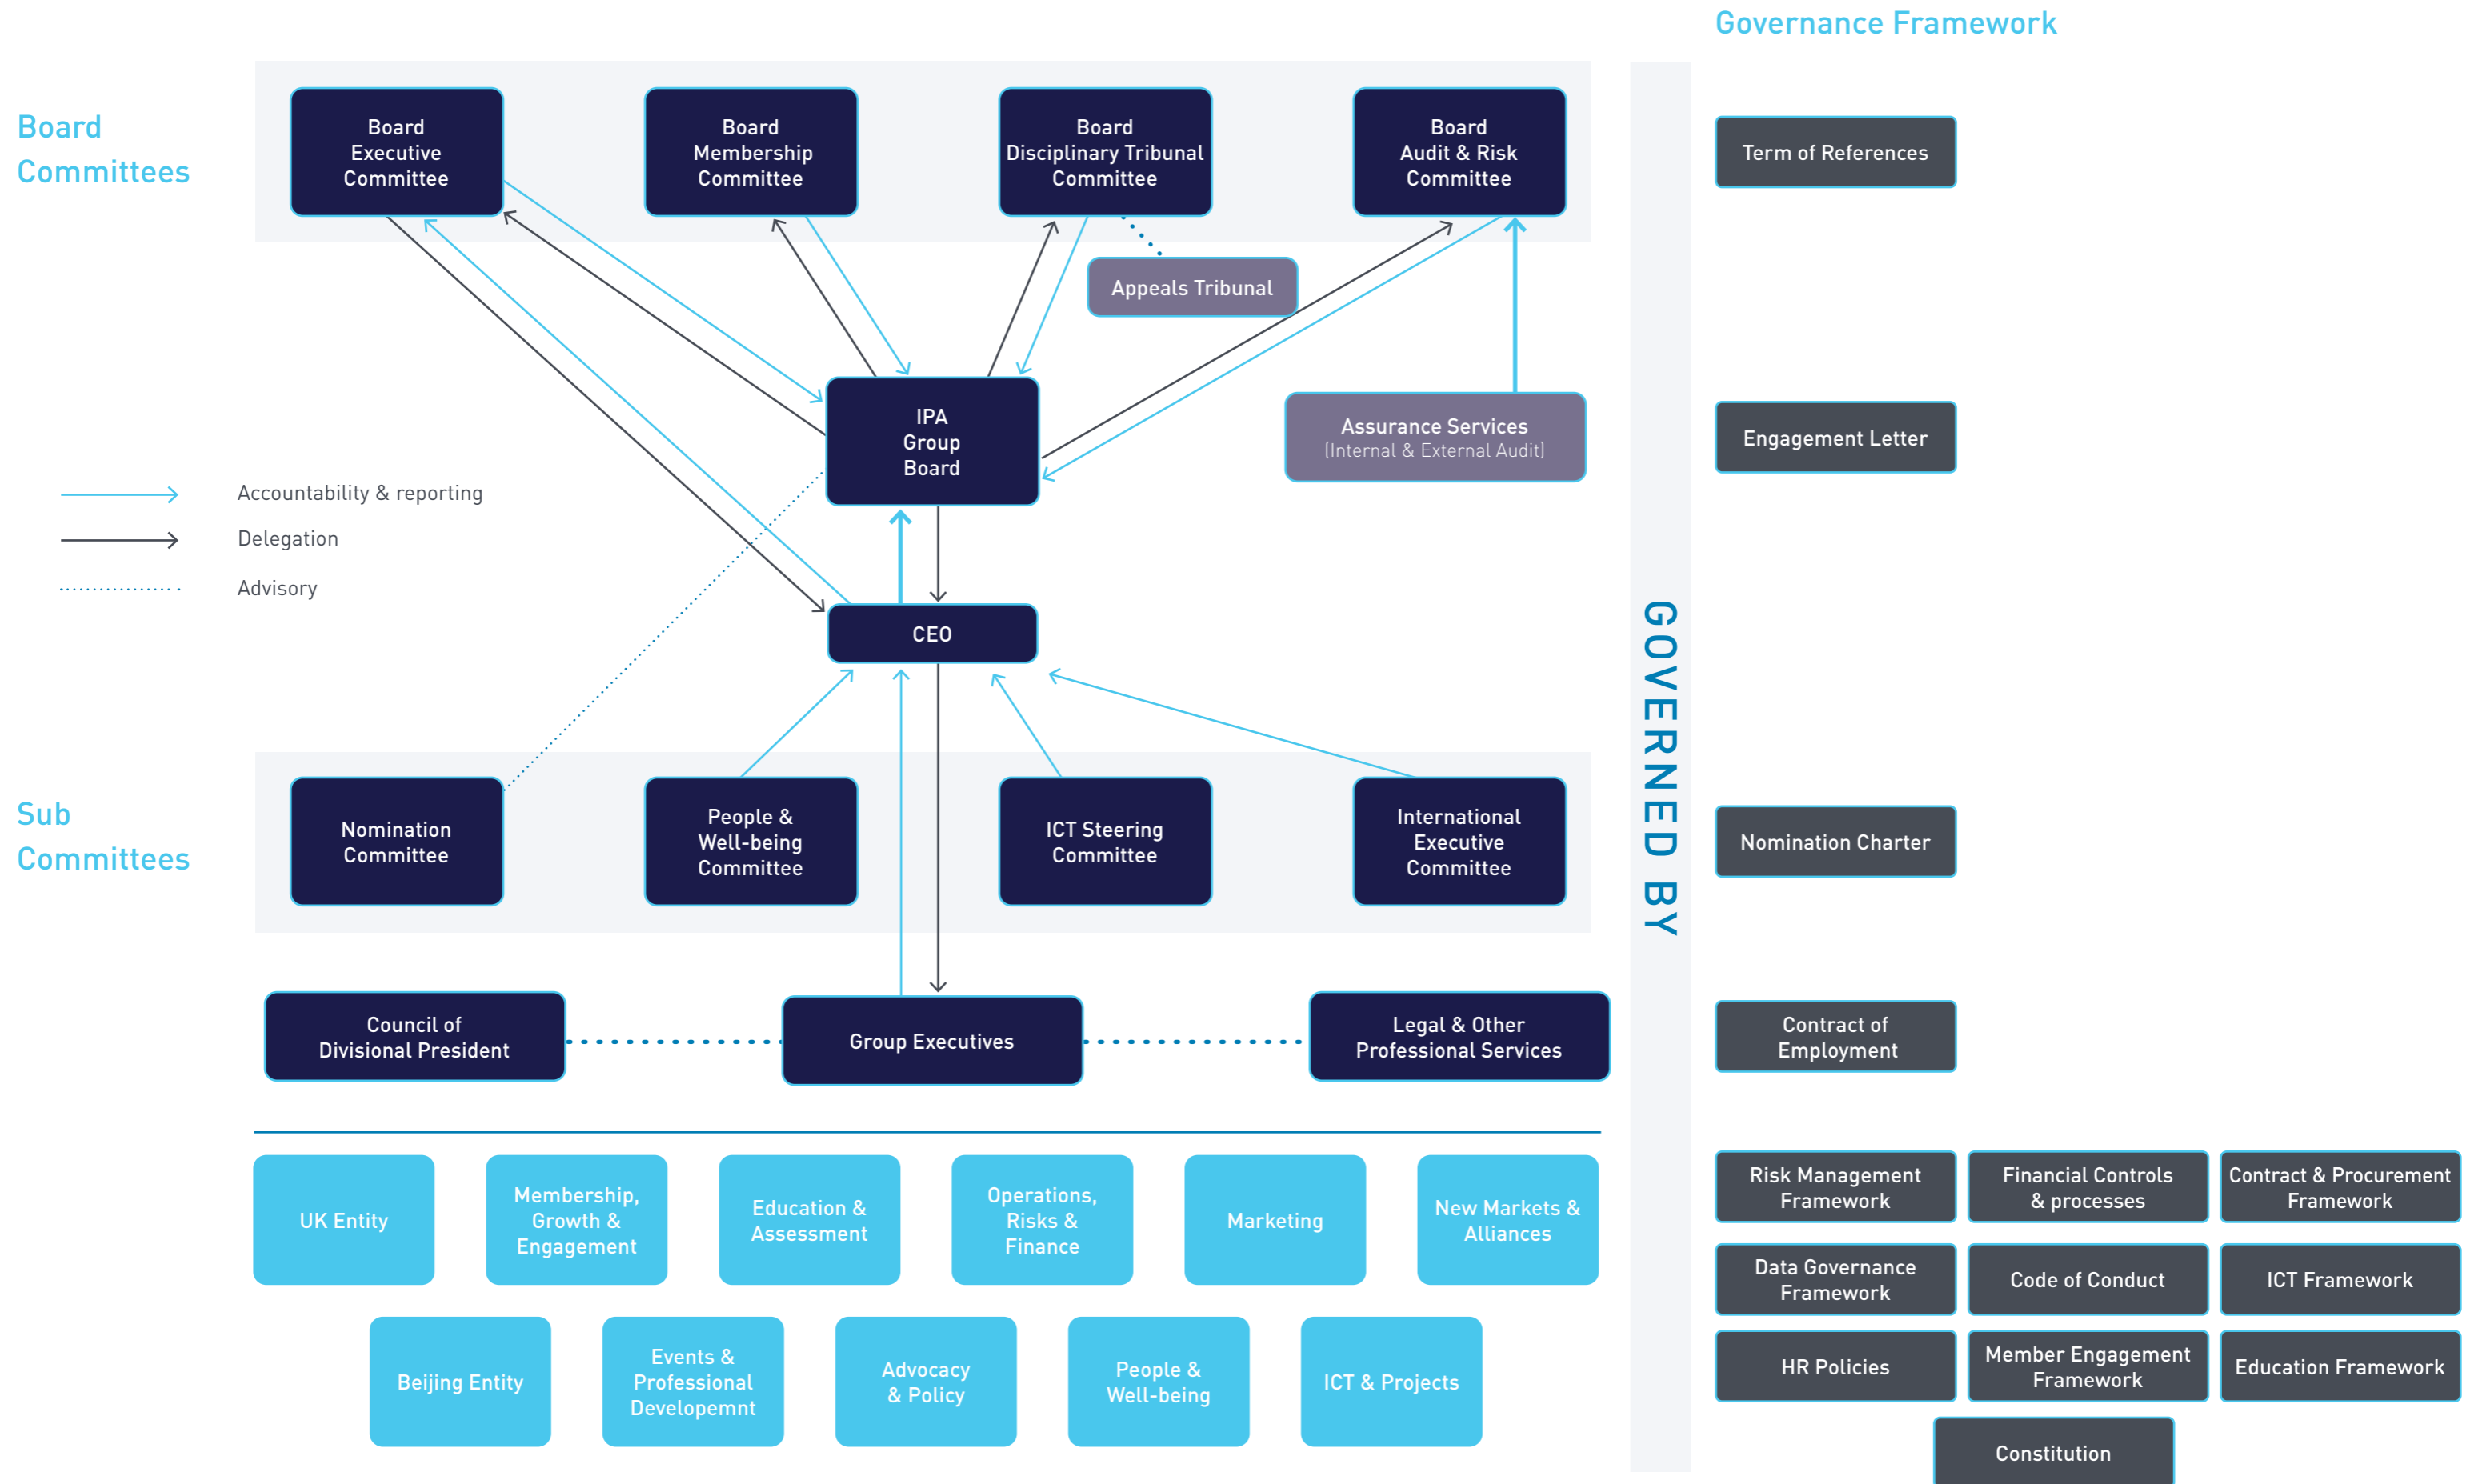 Governance Framework
Board
Committees
Board
Executive
Committee
Board
Membership
Committee
Board
Disciplinary Tribunal
Committee
Board
Audit & Risk
Committee
Term of References
Appeals Tribunal
IPA
Group
Board
Assurance Services
(Internal & External Audit)
Engagement Letter
Accountability & reporting
Delegation
Advisory
CEO
GOVERNED BY
Sub
Committees
Nomination
Committee
People &
Well-being
Committee
ICT Steering
Committee
International
Executive
Committee
Nomination Charter
Council of
Divisional President
Group Executives
Legal & Other
Professional Services
Contract of
Employment
UK Entity
Membership,
Growth &
Engagement
Education &
Assessment
Operations,
Risks &
Finance
Marketing
New Markets &
Alliances
Beijing Entity
Events &
Professional
Developemnt
Advocacy
& Policy
People &
Well-being
ICT & Projects
Risk Management
Framework
Financial Controls
& processes
Contract & Procurement
Framework
Data Governance
Framework
Code of Conduct
ICT Framework
HR Policies
Member Engagement
Framework
Education Framework
Constitution